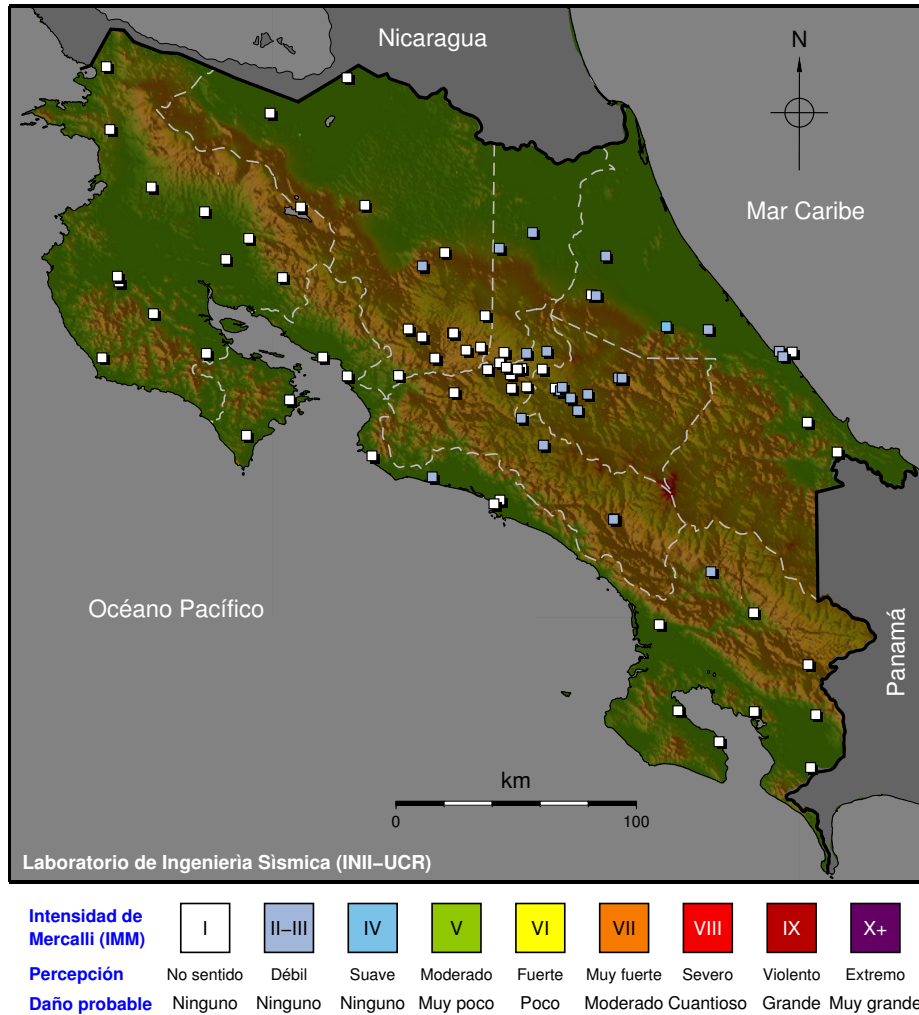 Nicaragua
N
Mar Caribe
Océano Pacífico
Panamá
km
0 100
Laboratorio de Ingenierìa Sìsmica (INII–UCR)
Intensidad de Mercalli (IMM)
I II–III IV V VI VII VIII IX X+
Percepción No sentido Débil Suave Moderado Fuerte Muy fuerte Severo Violento Extremo
Daño probable Ninguno Ninguno Ninguno Muy poco Poco Moderado Cuantioso Grande Muy grande